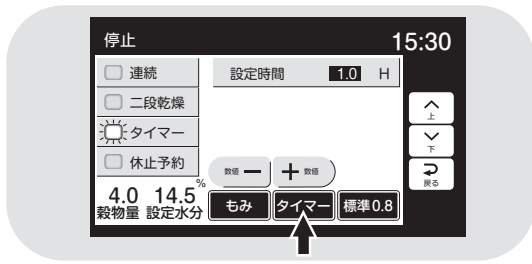 停止 15:30
連続
設定時間 1.0 H
二段乾燥
上
タイマー
下
休止予約
数値 − + 数値
戻る
4.0 14.5 %
穀物量 設定水分
もみ タイマー 標準0.8